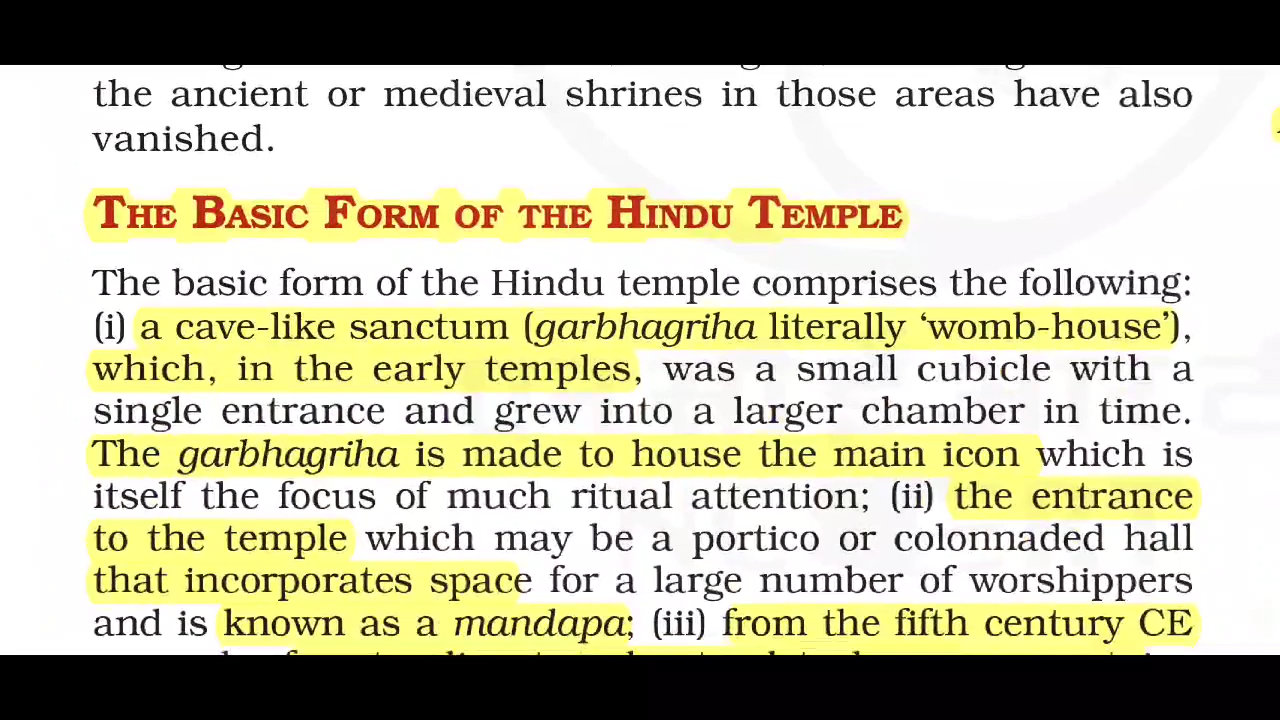 the ancient or medieval shrines in those areas have also
vanished.
THE BASIC FORM OF THE HINDU TEMPLE
The basic form of the Hindu temple comprises the following:
(i) a cave-like sanctum (garbhagriha literally ‘womb-house’),
which, in the early temples, was a small cubicle with a
single entrance and grew into a larger chamber in time.
The garbhagriha is made to house the main icon which is
itself the focus of much ritual attention; (ii) the entrance
to the temple which may be a portico or colonnaded hall
that incorporates space for a large number of worshippers
and is known as a mandapa; (iii) from the fifth century CE